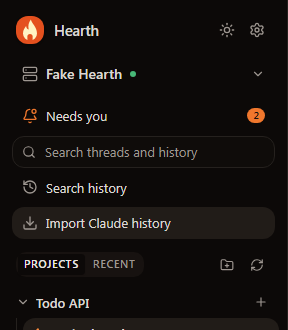 Hearth
Fake Hearth
Needs you
2
Search threads and history
Search history
Import Claude history
PROJECTS RECENT
Todo API